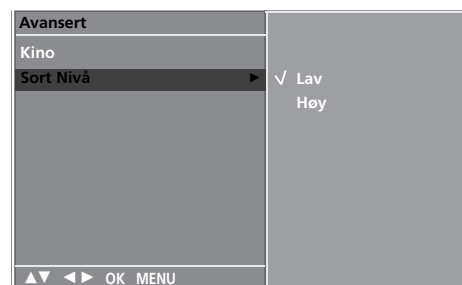 Avansert
Kino
Sort Nivå ►
√ Lav
Høy
▲▼ ◄► OK MENU